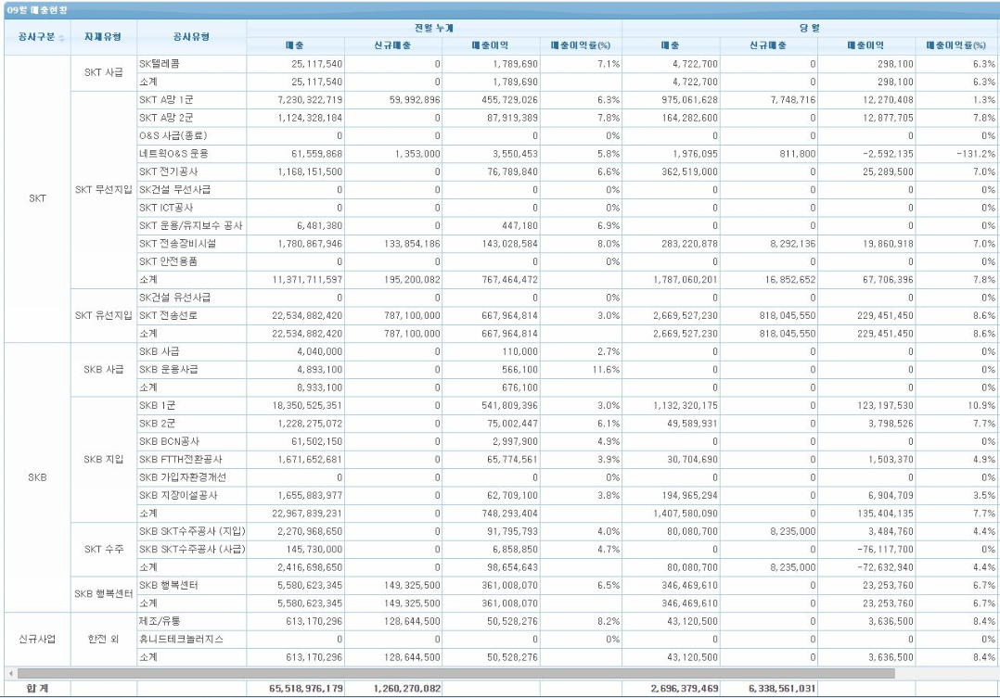 09월 매출현황
공사구분 자재유형 공사유형 전월 누계 당 월
매출 신규매출 매출이익 매출이익률(%) 매출 신규매출 매출이익 매출이익률(%)
SKT SKT 사급 SK텔레콤 25,117,540 0 1,789,690 7.1% 4,722,700 0 298,100 6.3%
소계 25,117,540 0 1,789,690 4,722,700 0 298,100 6.3%
SKT 무선지입 SKT A망 1군 7,230,322,719 59,992,896 455,729,026 6.3% 975,061,628 7,748,716 12,270,408 1.3%
SKT A망 2군 1,124,328,184 0 87,919,389 7.8% 164,282,600 0 12,877,705 7.8%
O&S 사급(종료) 0 0 0 0% 0 0 0 0%
네트웍O&S 운용 61,559,868 1,353,000 3,550,453 5.8% 1,976,095 811,800 -2,592,135 -131.2%
SKT 전기공사 1,168,151,500 0 76,789,840 6.6% 362,519,000 0 25,289,500 7.0%
SK건설 무선사급 0 0 0 0% 0 0 0 0%
SKT ICT공사 0 0 0 0% 0 0 0 0%
SKT 운용/유지보수 공사 6,481,380 0 447,180 6.9% 0 0 0 0%
SKT 전송장비시설 1,780,867,946 133,854,186 143,028,584 8.0% 283,220,878 8,292,136 19,860,918 7.0%
SKT 안전용품 0 0 0 0% 0 0 0 0%
소계 11,371,711,597 195,200,082 767,464,472 1,787,060,201 16,852,652 67,706,396 7.8%
SKT 유선지입 SK건설 유선사급 0 0 0 0% 0 0 0 0%
SKT 전송선로 22,534,882,420 787,100,000 667,964,814 3.0% 2,669,527,230 818,045,550 229,451,450 8.6%
소계 22,534,882,420 787,100,000 667,964,814 2,669,527,230 818,045,550 229,451,450 8.6%
SKB SKB 사급 SKB 사급 4,040,000 0 110,000 2.7% 0 0 0 0%
SKB 운용사급 4,893,100 0 566,100 11.6% 0 0 0 0%
소계 8,933,100 0 676,100 0 0 0 0%
SKB 지입 SKB 1군 18,350,525,351 0 541,809,396 3.0% 1,132,320,175 0 123,197,530 10.9%
SKB 2군 1,228,275,072 0 75,002,447 6.1% 49,589,931 0 3,798,526 7.7%
SKB BCN공사 61,502,150 0 2,997,900 4.9% 0 0 0 0%
SKB FTTH전환공사 1,671,652,681 0 65,774,561 3.9% 30,704,690 0 1,503,370 4.9%
SKB 가입자환경개선 0 0 0 0% 0 0 0 0%
SKB 지장이설공사 1,655,883,977 0 62,709,100 3.8% 194,965,294 0 6,904,709 3.5%
소계 22,967,839,231 0 748,293,404 1,407,580,090 0 135,404,135 7.7%
SKT 수주 SKB SKT수주공사 (지입) 2,270,968,650 0 91,795,793 4.0% 80,080,700 8,235,000 3,484,760 4.4%
SKB SKT수주공사 (사급) 145,730,000 0 6,858,850 4.7% 0 0 -76,117,700 0%
소계 2,416,698,650 0 98,654,643 80,080,700 8,235,000 -72,632,940 4.4%
SKB 행복센터 SKB 행복센터 5,580,623,345 149,325,500 361,008,070 6.5% 346,469,610 0 23,253,760 6.7%
소계 5,580,623,345 149,325,500 361,008,070 346,469,610 0 23,253,760 6.7%
신규사업 한전 외 제조/유통 613,170,296 128,644,500 50,528,276 8.2% 43,120,500 0 3,636,500 8.4%
휴니드테크놀러지스 0 0 0 0% 0 0 0 0%
소계 613,170,296 128,644,500 50,528,276 43,120,500 0 3,636,500 8.4%
합 계 65,518,976,179 1,260,270,082 2,696,379,469 6,338,561,031